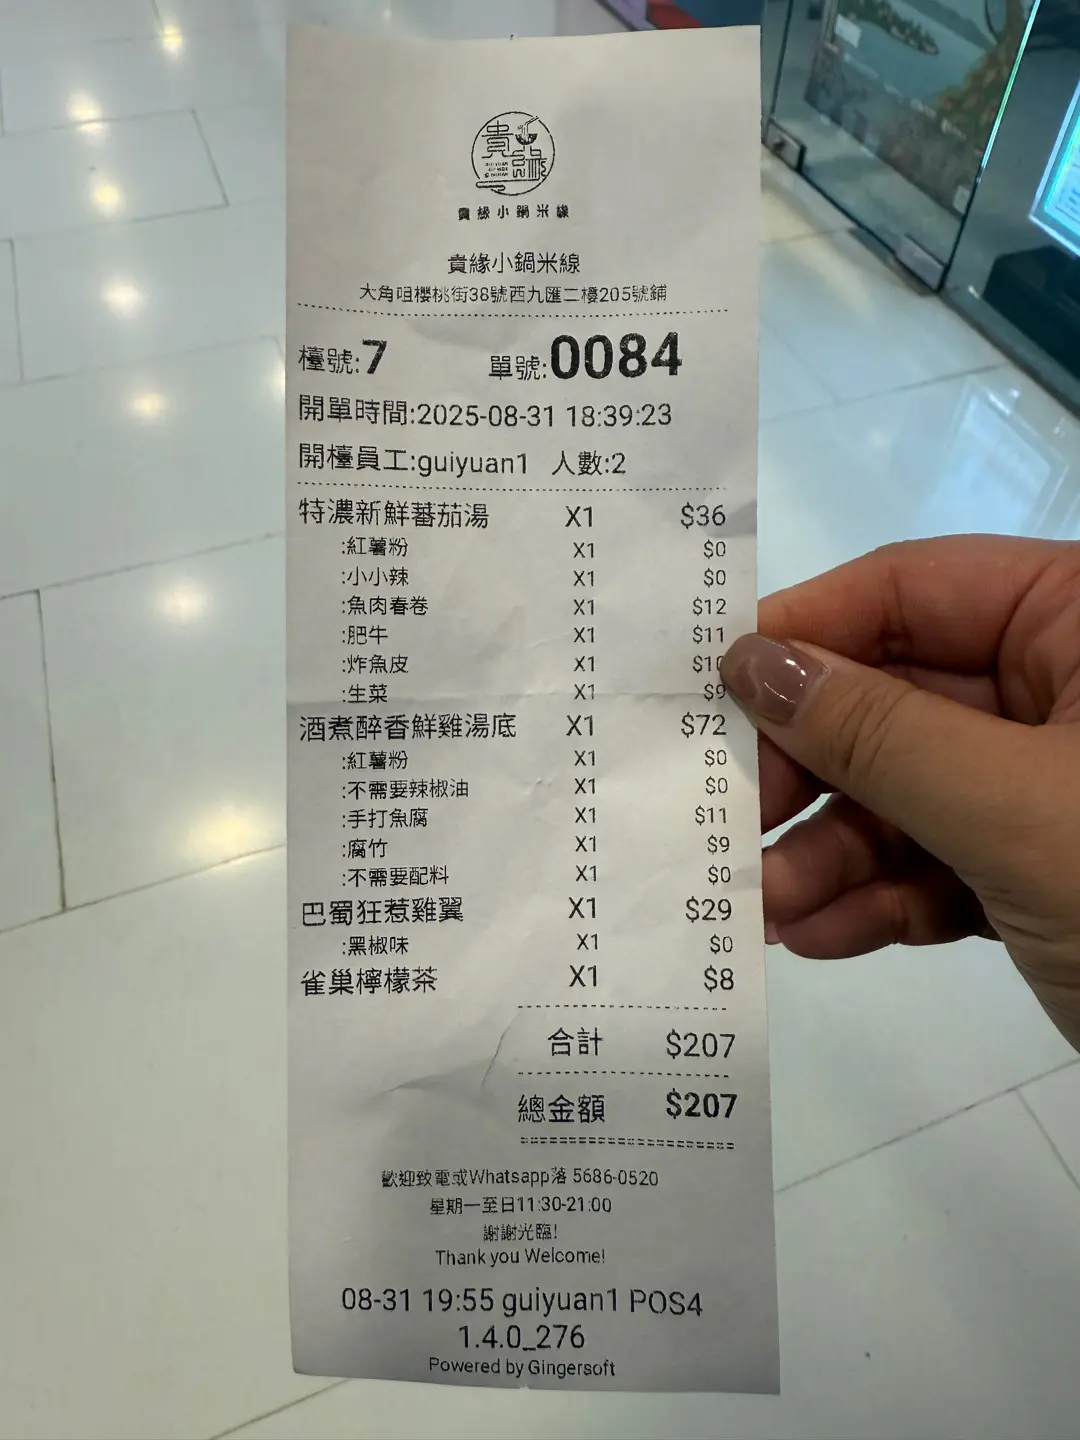 貴緣小鍋米線
貴緣小鍋米線
大角咀櫻桃街38號西九匯二樓205號鋪
檯號:7 單號:0084
開單時間:2025-08-31 18:39:23
開檯員工:guiyuan1 人數:2
特濃新鮮蕃茄湯 X1 $36
:紅薯粉 X1 $0
:小小辣 X1 $0
:魚肉春卷 X1 $12
:肥牛 X1 $11
:炸魚皮 X1 $10
:生菜 X1 $9
酒煮醉香鮮雞湯底 X1 $72
:紅薯粉 X1 $0
:不需要辣椒油 X1 $0
:手打魚腐 X1 $11
:腐竹 X1 $9
:不需要配料 X1 $0
巴蜀狂惹雞翼 X1 $29
:黑椒味 X1 $0
雀巢檸檬茶 X1 $8
合計 $207
總金額 $207
歡迎致電或Whatsapp落 5686-0520
星期一至日11:30-21:00
謝謝光臨!
Thank you Welcome!
08-31 19:55 guiyuan1 POS4
1.4.0_276
Powered by Gingersoft